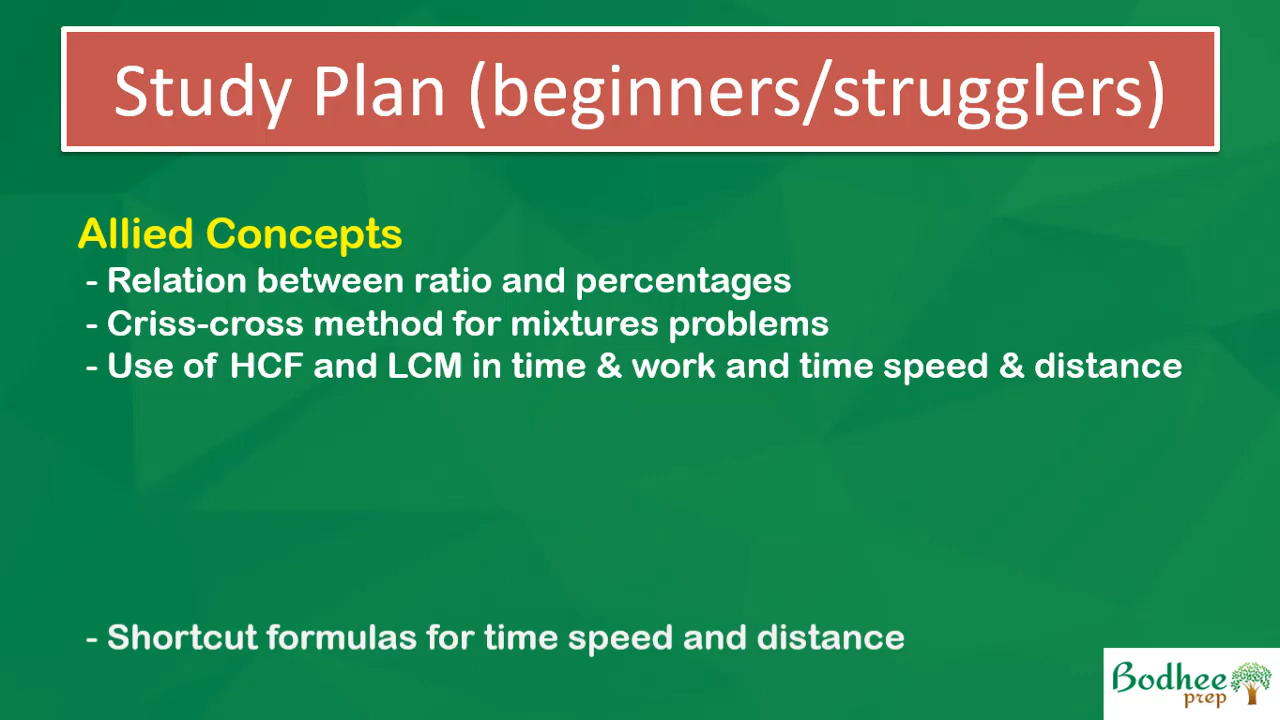 Study Plan (beginners/strugglers)
Allied Concepts
- Relation between ratio and percentages
- Criss-cross method for mixtures problems
- Use of HCF and LCM in time & work and time speed & distance
- Shortcut formulas for time speed and distance
Bodhee
prep